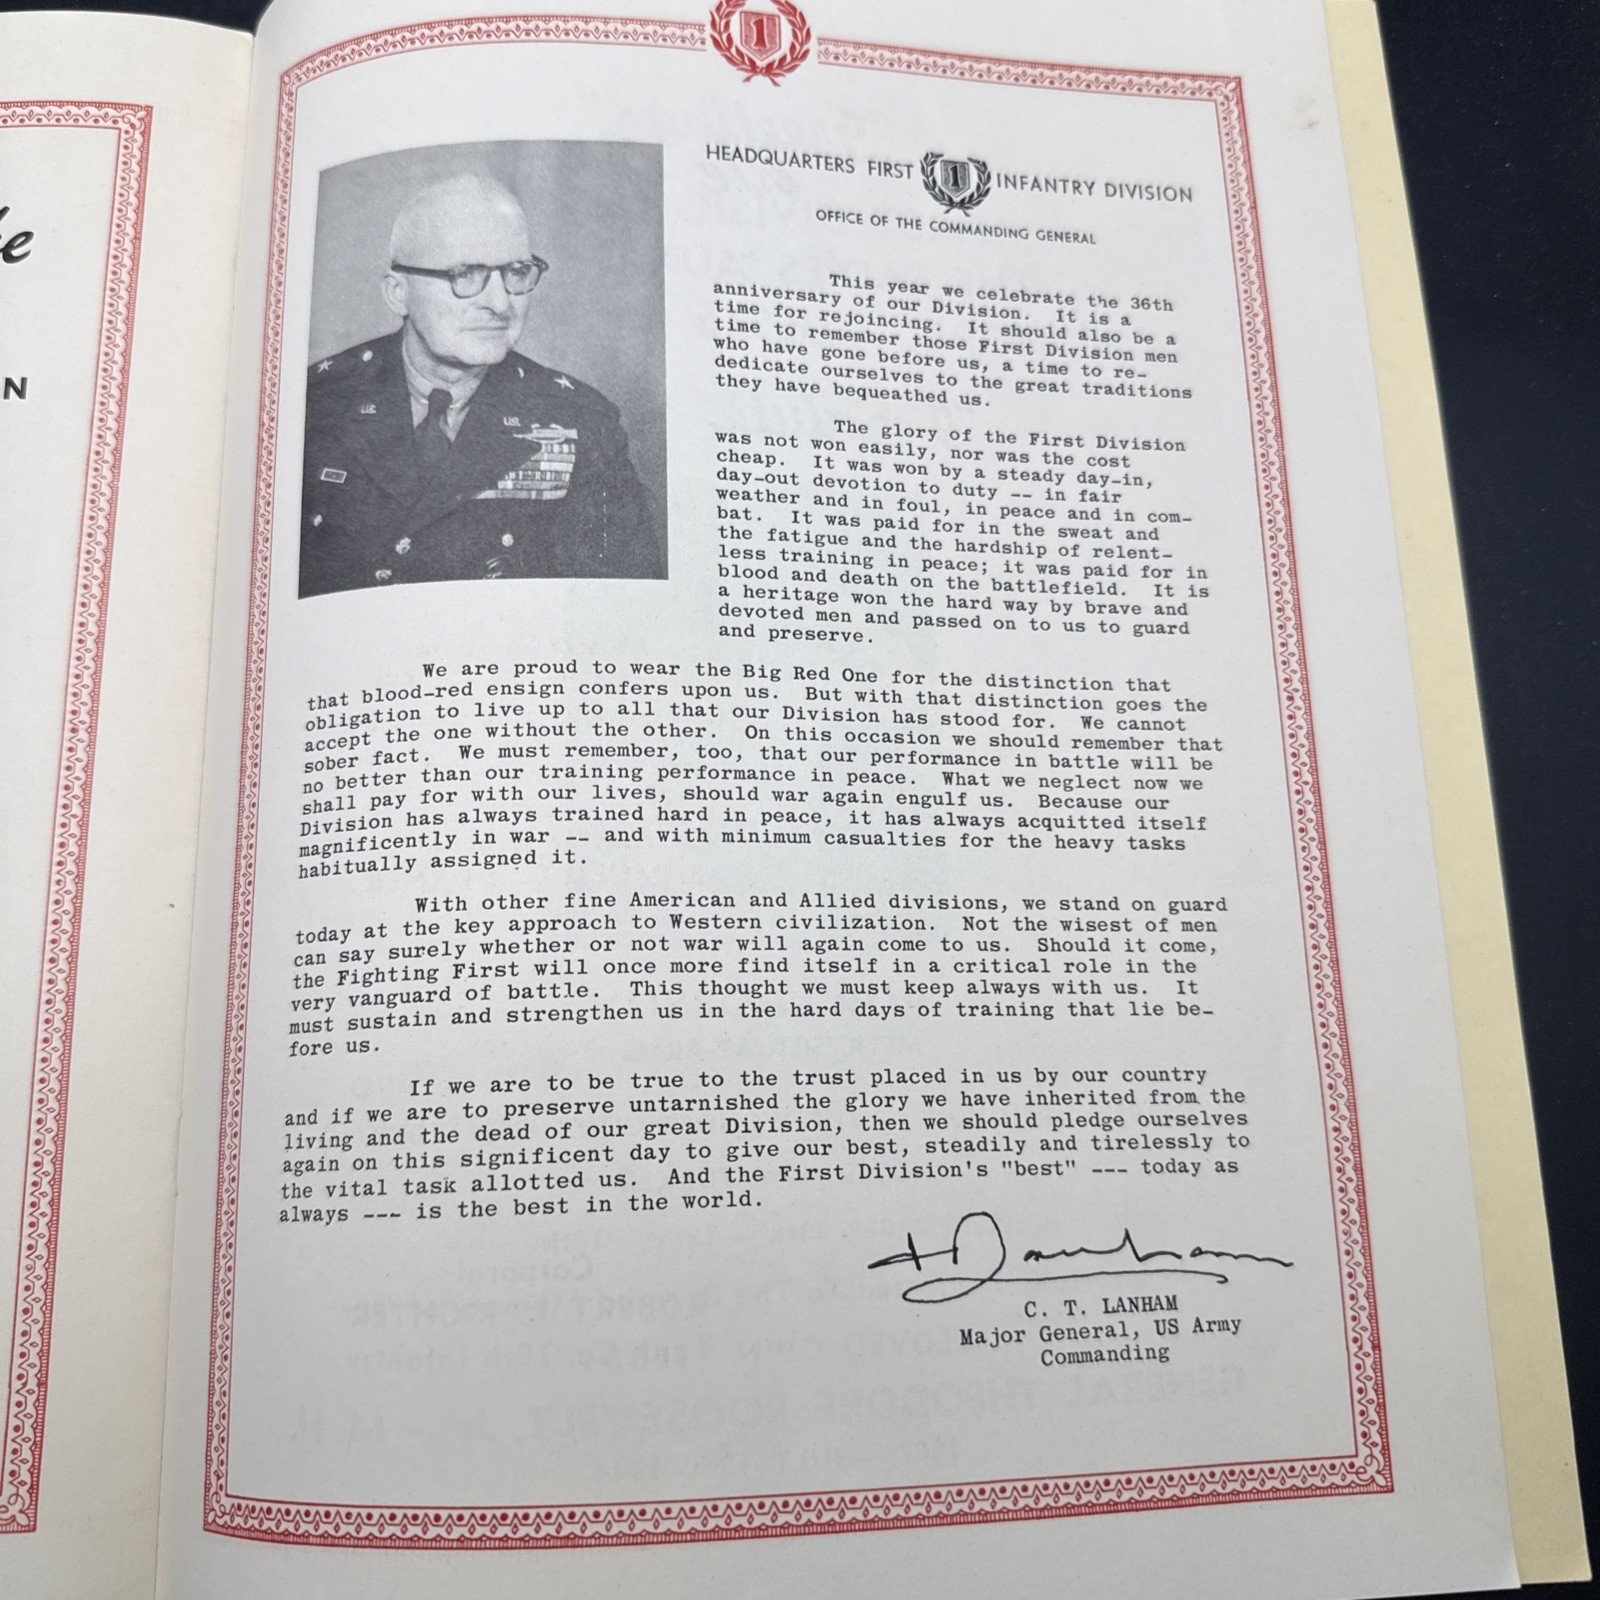 1
HEADQUARTERS FIRST 1 INFANTRY DIVISION
OFFICE OF THE COMMANDING GENERAL
This year we celebrate the 36th
anniversary of our Division. It is a
time for rejoincing. It should also be a
time to remember those First Division men
who have gone before us, a time to re-
dedicate ourselves to the great traditions
they have bequeathed us.
The glory of the First Division
was not won easily, nor was the cost
cheap. It was won by a steady day-in,
day-out devotion to duty -- in fair
weather and in foul, in peace and in com-
bat. It was paid for in the sweat and
the fatigue and the hardship of relent-
less training in peace; it was paid for in
blood and death on the battlefield. It is
a heritage won the hard way by brave and
devoted men and passed on to us to guard
and preserve.
We are proud to wear the Big Red One for the distinction that
that blood-red ensign confers upon us. But with that distinction goes the
obligation to live up to all that our Division has stood for. We cannot
accept the one without the other. On this occasion we should remember that
sober fact. We must remember, too, that our performance in battle will be
no better than our training performance in peace. What we neglect now we
shall pay for with our lives, should war again engulf us. Because our
Division has always trained hard in peace, it has always acquitted itself
magnificently in war -- and with minimum casualties for the heavy tasks
habitually assigned it.
With other fine American and Allied divisions, we stand on guard
today at the key approach to Western civilization. Not the wisest of men
can say surely whether or not war will again come to us. Should it come,
the Fighting First will once more find itself in a critical role in the
very vanguard of battle. This thought we must keep always with us. It
must sustain and strengthen us in the hard days of training that lie be-
fore us.
If we are to be true to the trust placed in us by our country
and if we are to preserve untarnished the glory we have inherited from the
living and the dead of our great Division, then we should pledge ourselves
again on this significent day to give our best, steadily and tirelessly to
the vital task allotted us. And the First Division's "best" --- today as
always --- is the best in the world.
C. T. LANHAM
Major General, US Army
Commanding